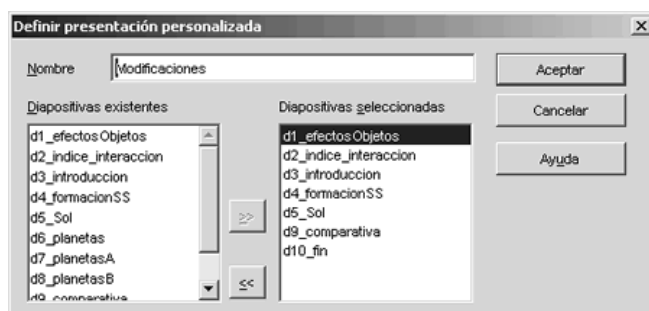 Definir presentación personalizada
Nombre
Modificaciones
Aceptar
Diapositivas existentes
Diapositivas seleccionadas
Cancelar
d1_efectosObjetos
d2_indice_interaccion
d3_introduccion
d4_formacionSS
d5_Sol
d6_planetas
d7_planetasA
d8_planetasB
d9_comparativa
>>
<<
d1_efectosObjetos
d2_indice_interaccion
d3_introduccion
d4_formacionSS
d5_Sol
d9_comparativa
d10_fin
Ayuda